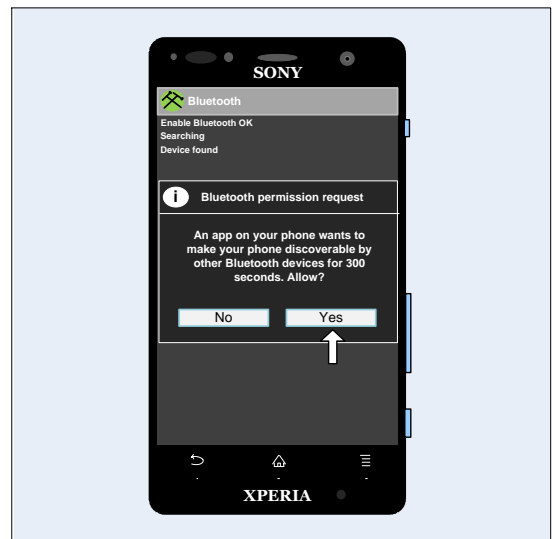 SONY
Bluetooth
Enable Bluetooth OK
Searching
Device found
i Bluetooth permission request
An app on your phone wants to
make your phone discoverable by
other Bluetooth devices for 300
seconds. Allow?
No Yes
XPERIA